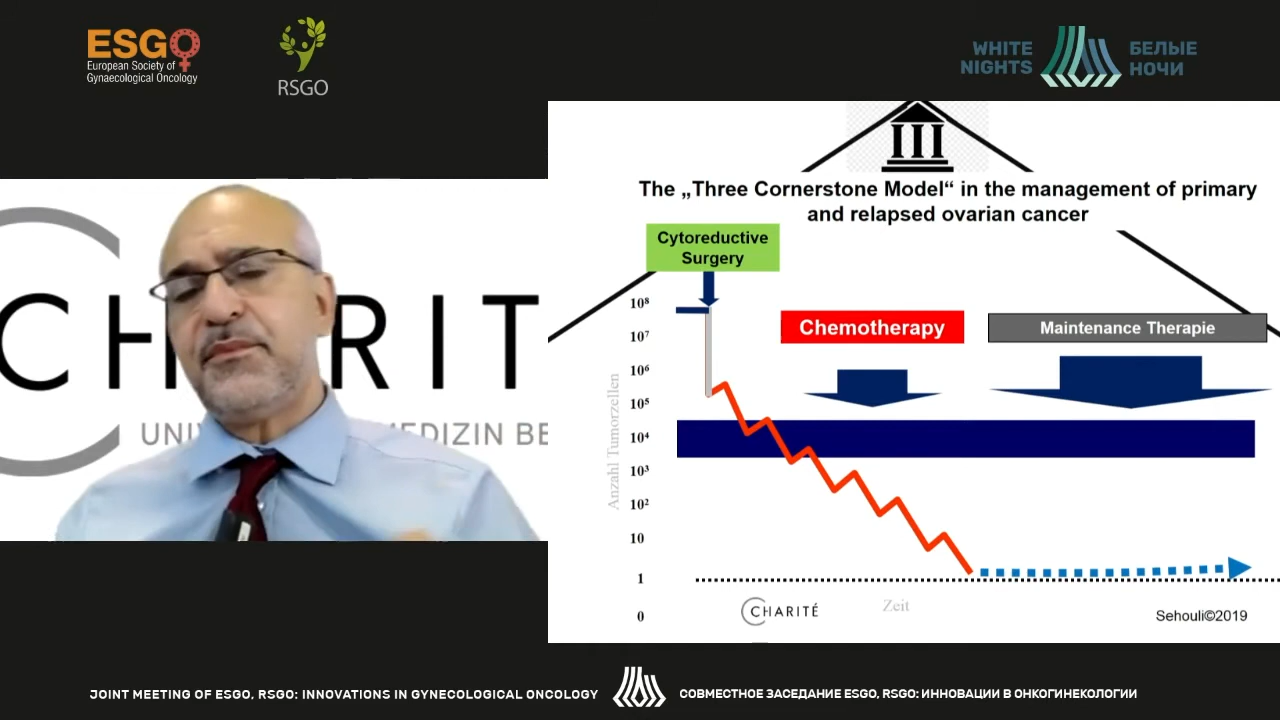 ESGO
European Society of
Gynaecological Oncology
RSGO
WHITE
NIGHTS
БЕЛЫЕ
НОЧИ
The „Three Cornerstone Model“ in the management of primary
and relapsed ovarian cancer
Cytoreductive
Surgery
Chemotherapy
Maintenance Therapie
Anzahl Tumorzellen
10⁸
10⁷
10⁶
10⁵
10⁴
10³
10²
10
1
0
Zeit
CHARITÉ
Sehouli©2019
CH RIT
UNIV MEDIZIN BE
JOINT MEETING OF ESGO, RSGO: INNOVATIONS IN GYNECOLOGICAL ONCOLOGY
СОВМЕСТНОЕ ЗАСЕДАНИЕ ESGO, RSGO: ИННОВАЦИИ В ОНКОГИНЕКОЛОГИИ